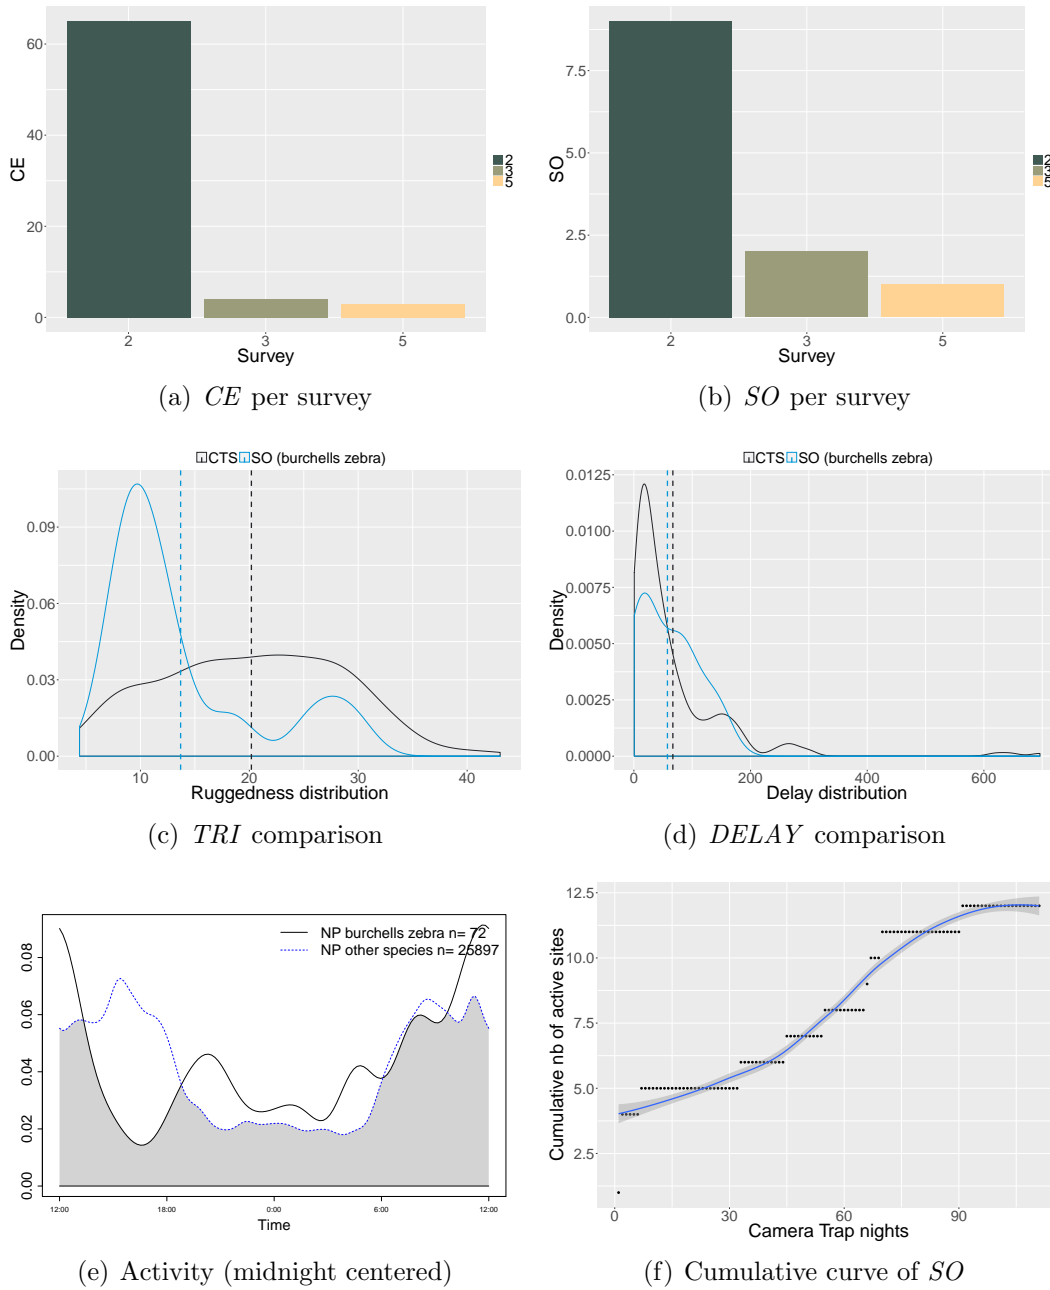 60
40
20
0
CE
2
3
5
Survey
2
3
5
(a) CE per survey
7.5
5.0
2.5
0.0
SO
2
3
5
Survey
2
3
5
(b) SO per survey
CTS SO (burchells zebra)
0.09
0.06
0.03
0.00
Density
10
20
30
40
Ruggedness distribution
(c) TRI comparison
CTS SO (burchells zebra)
0.0125
0.0100
0.0075
0.0050
0.0025
0.0000
Density
0
200
400
600
Delay distribution
(d) DELAY comparison
NP burchells zebra n= 72
NP other species n= 25897
0.08
0.06
0.04
0.02
0.00
12:00
18:00
0:00
6:00
12:00
Time
(e) Activity (midnight centered)
12.5
10.0
7.5
5.0
2.5
Cumulative nb of active sites
0
30
60
90
Camera Trap nights
(f) Cumulative curve of SO